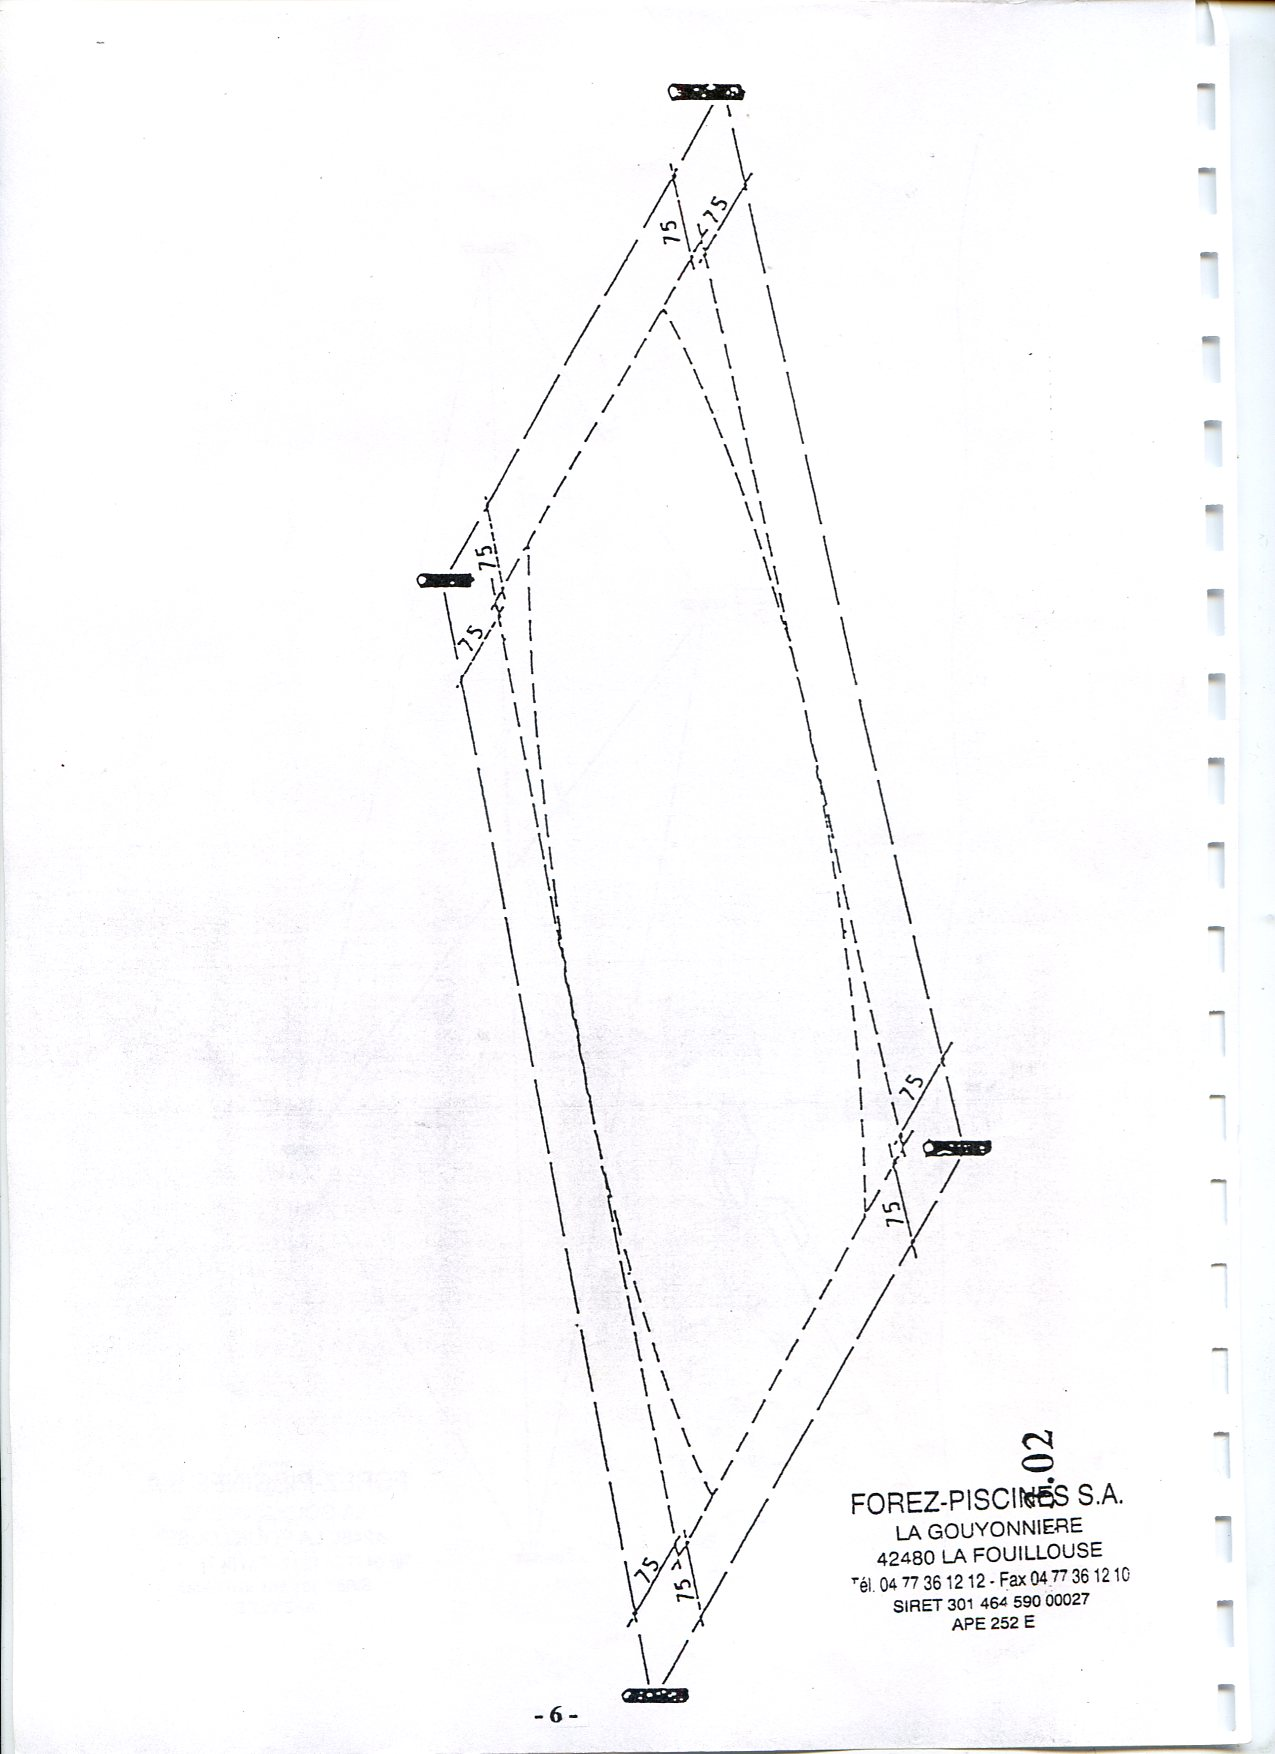 75
75
75
75
75
75
75
75
.02
FOREZ-PISCINES S.A.
LA GOUYONNIERE
42480 LA FOUILLOUSE
Tél. 04 77 36 12 12 - Fax 04 77 36 12 10
SIRET 301 464 590 00027
APE 252 E
- 6 -